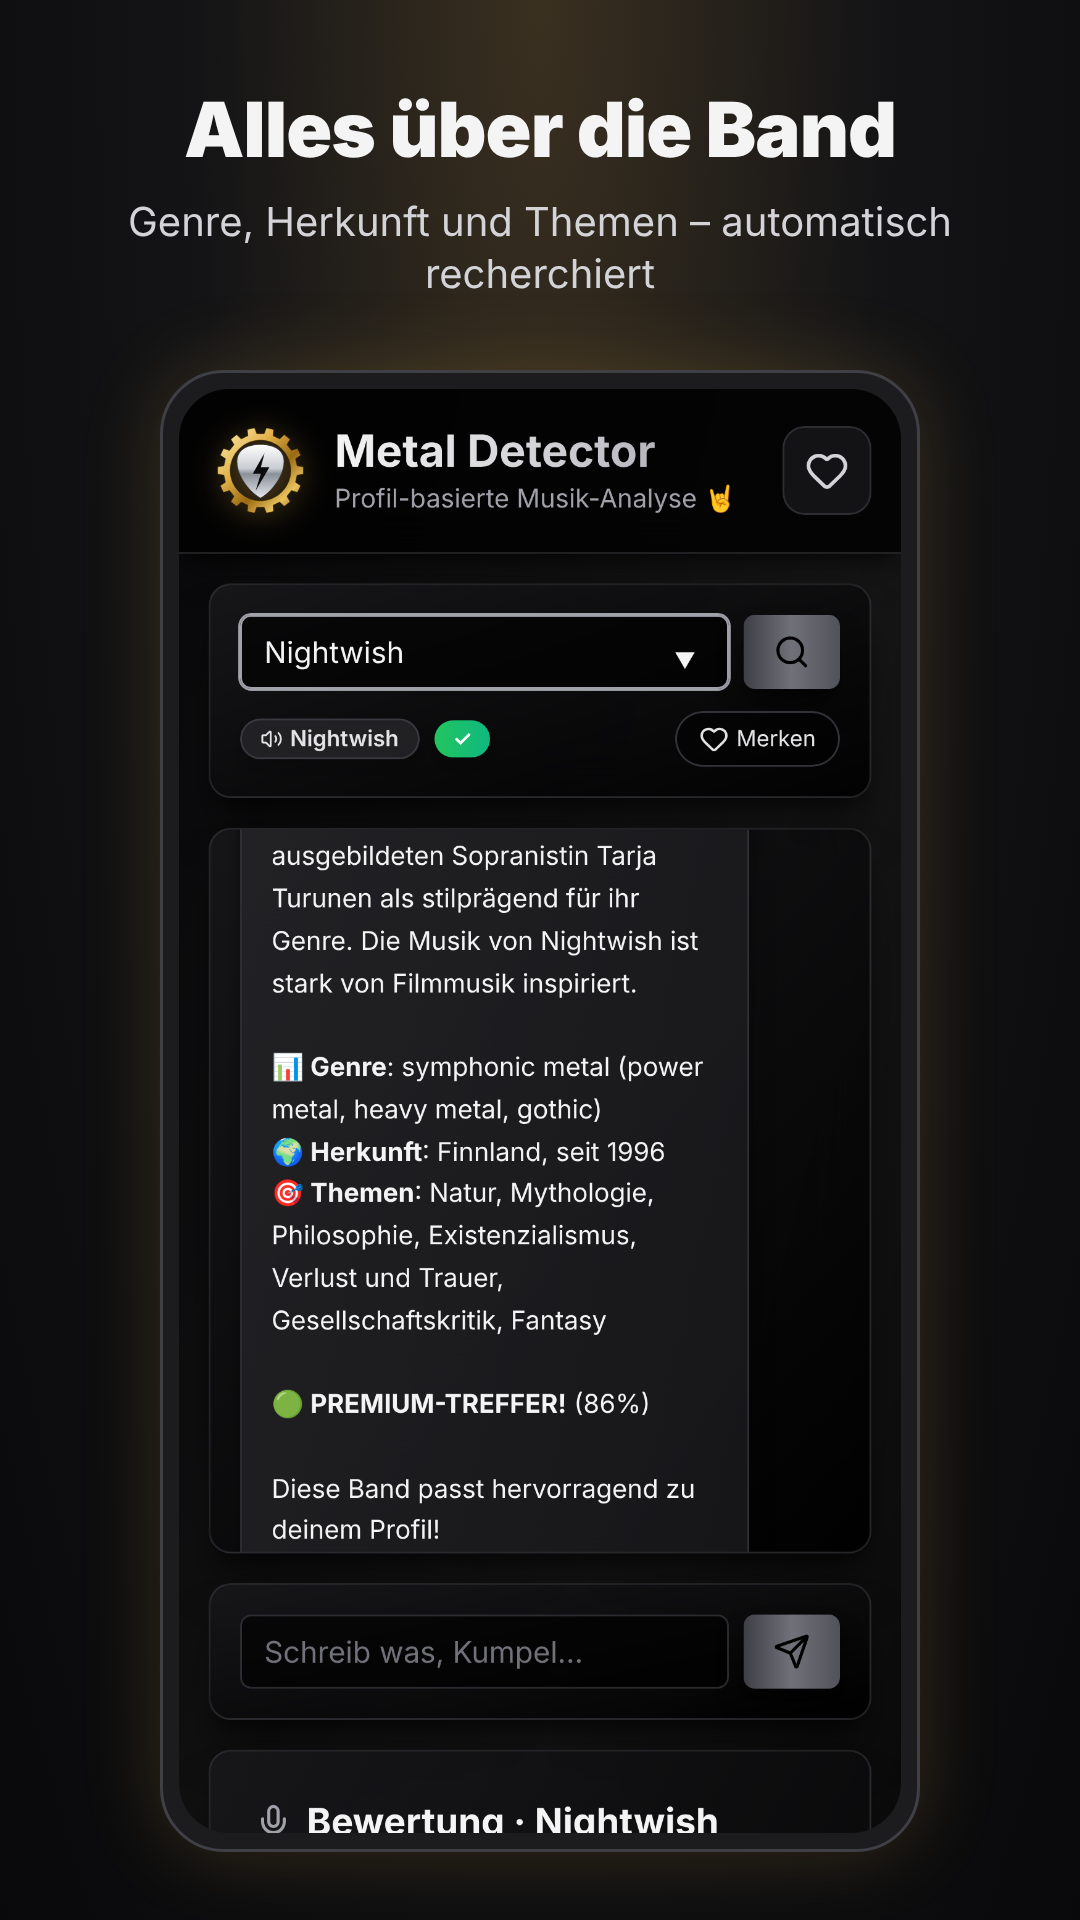 Alles über die Band
Genre, Herkunft und Themen – automatisch
recherchiert
Metal Detector
Profil-basierte Musik-Analyse 🤘
Nightwish
Nightwish
Merken
ausgebildeten Sopranistin Tarja
Turunen als stilprägend für ihr
Genre. Die Musik von Nightwish ist
stark von Filmmusik inspiriert.
📊 Genre: symphonic metal (power
metal, heavy metal, gothic)
🌍 Herkunft: Finnland, seit 1996
🎯 Themen: Natur, Mythologie,
Philosophie, Existenzialismus,
Verlust und Trauer,
Gesellschaftskritik, Fantasy
🟢 PREMIUM-TREFFER! (86%)
Diese Band passt hervorragend zu
deinem Profil!
Schreib was, Kumpel...
Bewertung · Nightwish